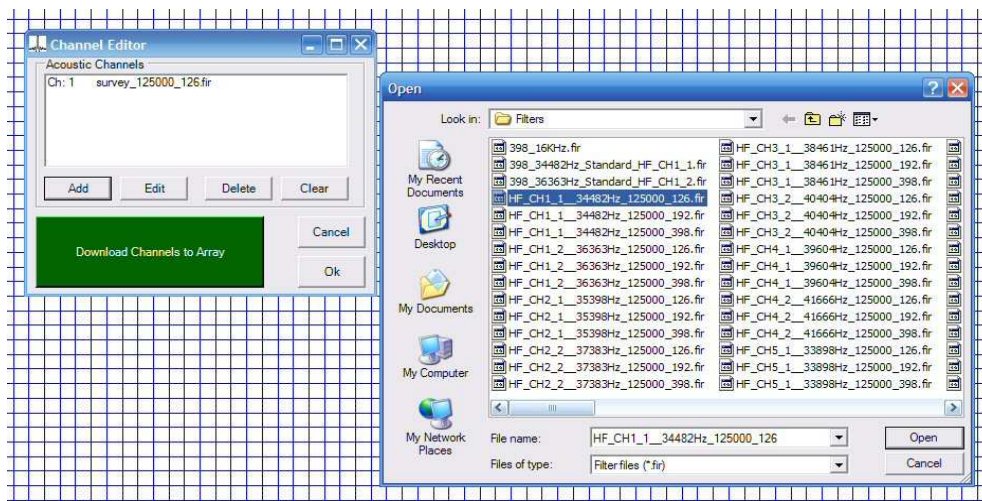 Channel Editor
Acoustic Channels
Ch: 1 survey_125000_126.fir
Add Edit Delete Clear
Download Channels to Array
Cancel
Ok
Open
Look in: Filters
My Recent Documents
Desktop
My Documents
My Computer
My Network Places
398_16KHz.fir
398_34482Hz_Standard_HF_CH1_1.fir
398_36363Hz_Standard_HF_CH1_2.fir
HF_CH1_1__34482Hz_125000_126.fir
HF_CH1_1__34482Hz_125000_192.fir
HF_CH1_1__34482Hz_125000_398.fir
HF_CH1_2__36363Hz_125000_126.fir
HF_CH1_2__36363Hz_125000_192.fir
HF_CH1_2__36363Hz_125000_398.fir
HF_CH2_1__35398Hz_125000_126.fir
HF_CH2_1__35398Hz_125000_192.fir
HF_CH2_1__35398Hz_125000_398.fir
HF_CH2_2__37383Hz_125000_126.fir
HF_CH2_2__37383Hz_125000_192.fir
HF_CH2_2__37383Hz_125000_398.fir
HF_CH3_1__38461Hz_125000_126.fir
HF_CH3_1__38461Hz_125000_192.fir
HF_CH3_1__38461Hz_125000_398.fir
HF_CH3_2__40404Hz_125000_126.fir
HF_CH3_2__40404Hz_125000_192.fir
HF_CH3_2__40404Hz_125000_398.fir
HF_CH4_1__39604Hz_125000_126.fir
HF_CH4_1__39604Hz_125000_192.fir
HF_CH4_1__39604Hz_125000_398.fir
HF_CH4_2__41666Hz_125000_126.fir
HF_CH4_2__41666Hz_125000_192.fir
HF_CH4_2__41666Hz_125000_398.fir
HF_CH5_1__33898Hz_125000_126.fir
HF_CH5_1__33898Hz_125000_192.fir
HF_CH5_1__33898Hz_125000_398.fir
File name: HF_CH1_1__34482Hz_125000_126 Open
Files of type: Filter files (*.fir) Cancel